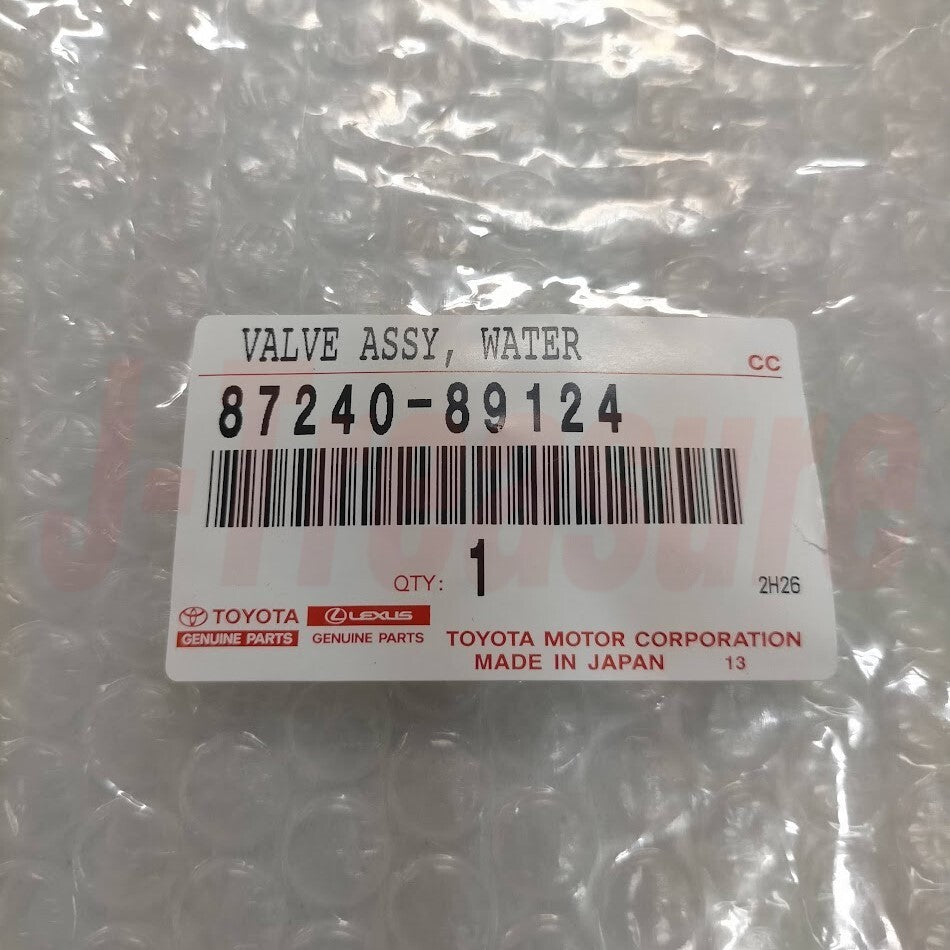 VALVE ASSY, WATER
CC
87240-89124
J-Treasure
QTY: 1
2H26
TOYOTA LEXUS
GENUINE PARTS GENUINE PARTS
TOYOTA MOTOR CORPORATION
MADE IN JAPAN 13